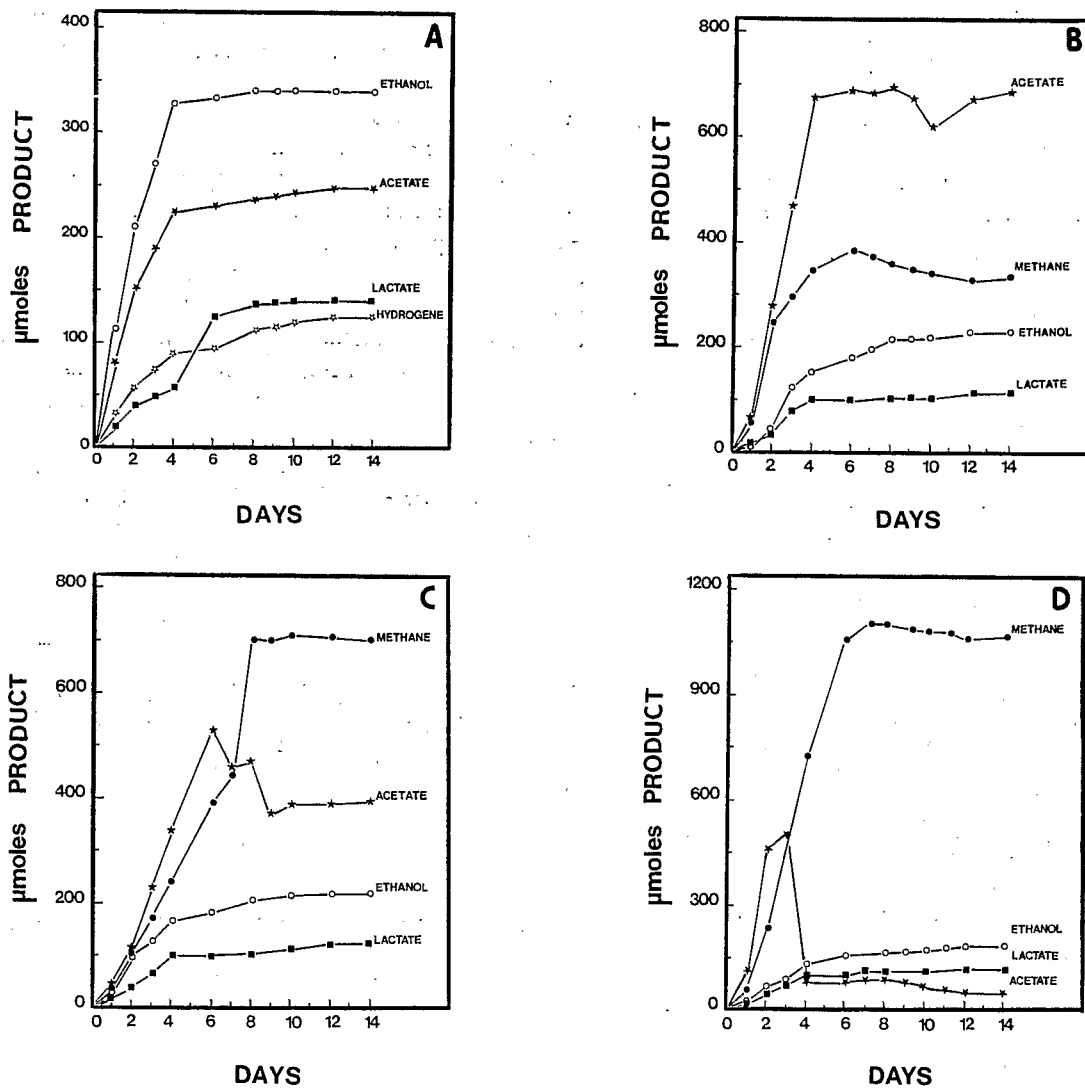 A
400
300
200
100
0
µmoles PRODUCT
ETHANOL
ACETATE
LACTATE
HYDROGENE
0 2 4 6 8 10 12 14
DAYS
B
800
600
400
200
0
µmoles PRODUCT
ACETATE
METHANE
ETHANOL
LACTATE
0 2 4 6 8 10 12 14
DAYS
C
800
600
400
200
0
µmoles PRODUCT
METHANE
ACETATE
ETHANOL
LACTATE
0 2 4 6 8 10 12 14
DAYS
D
1200
900
600
300
0
µmoles PRODUCT
METHANE
ETHANOL
LACTATE
ACETATE
0 2 4 6 8 10 12 14
DAYS